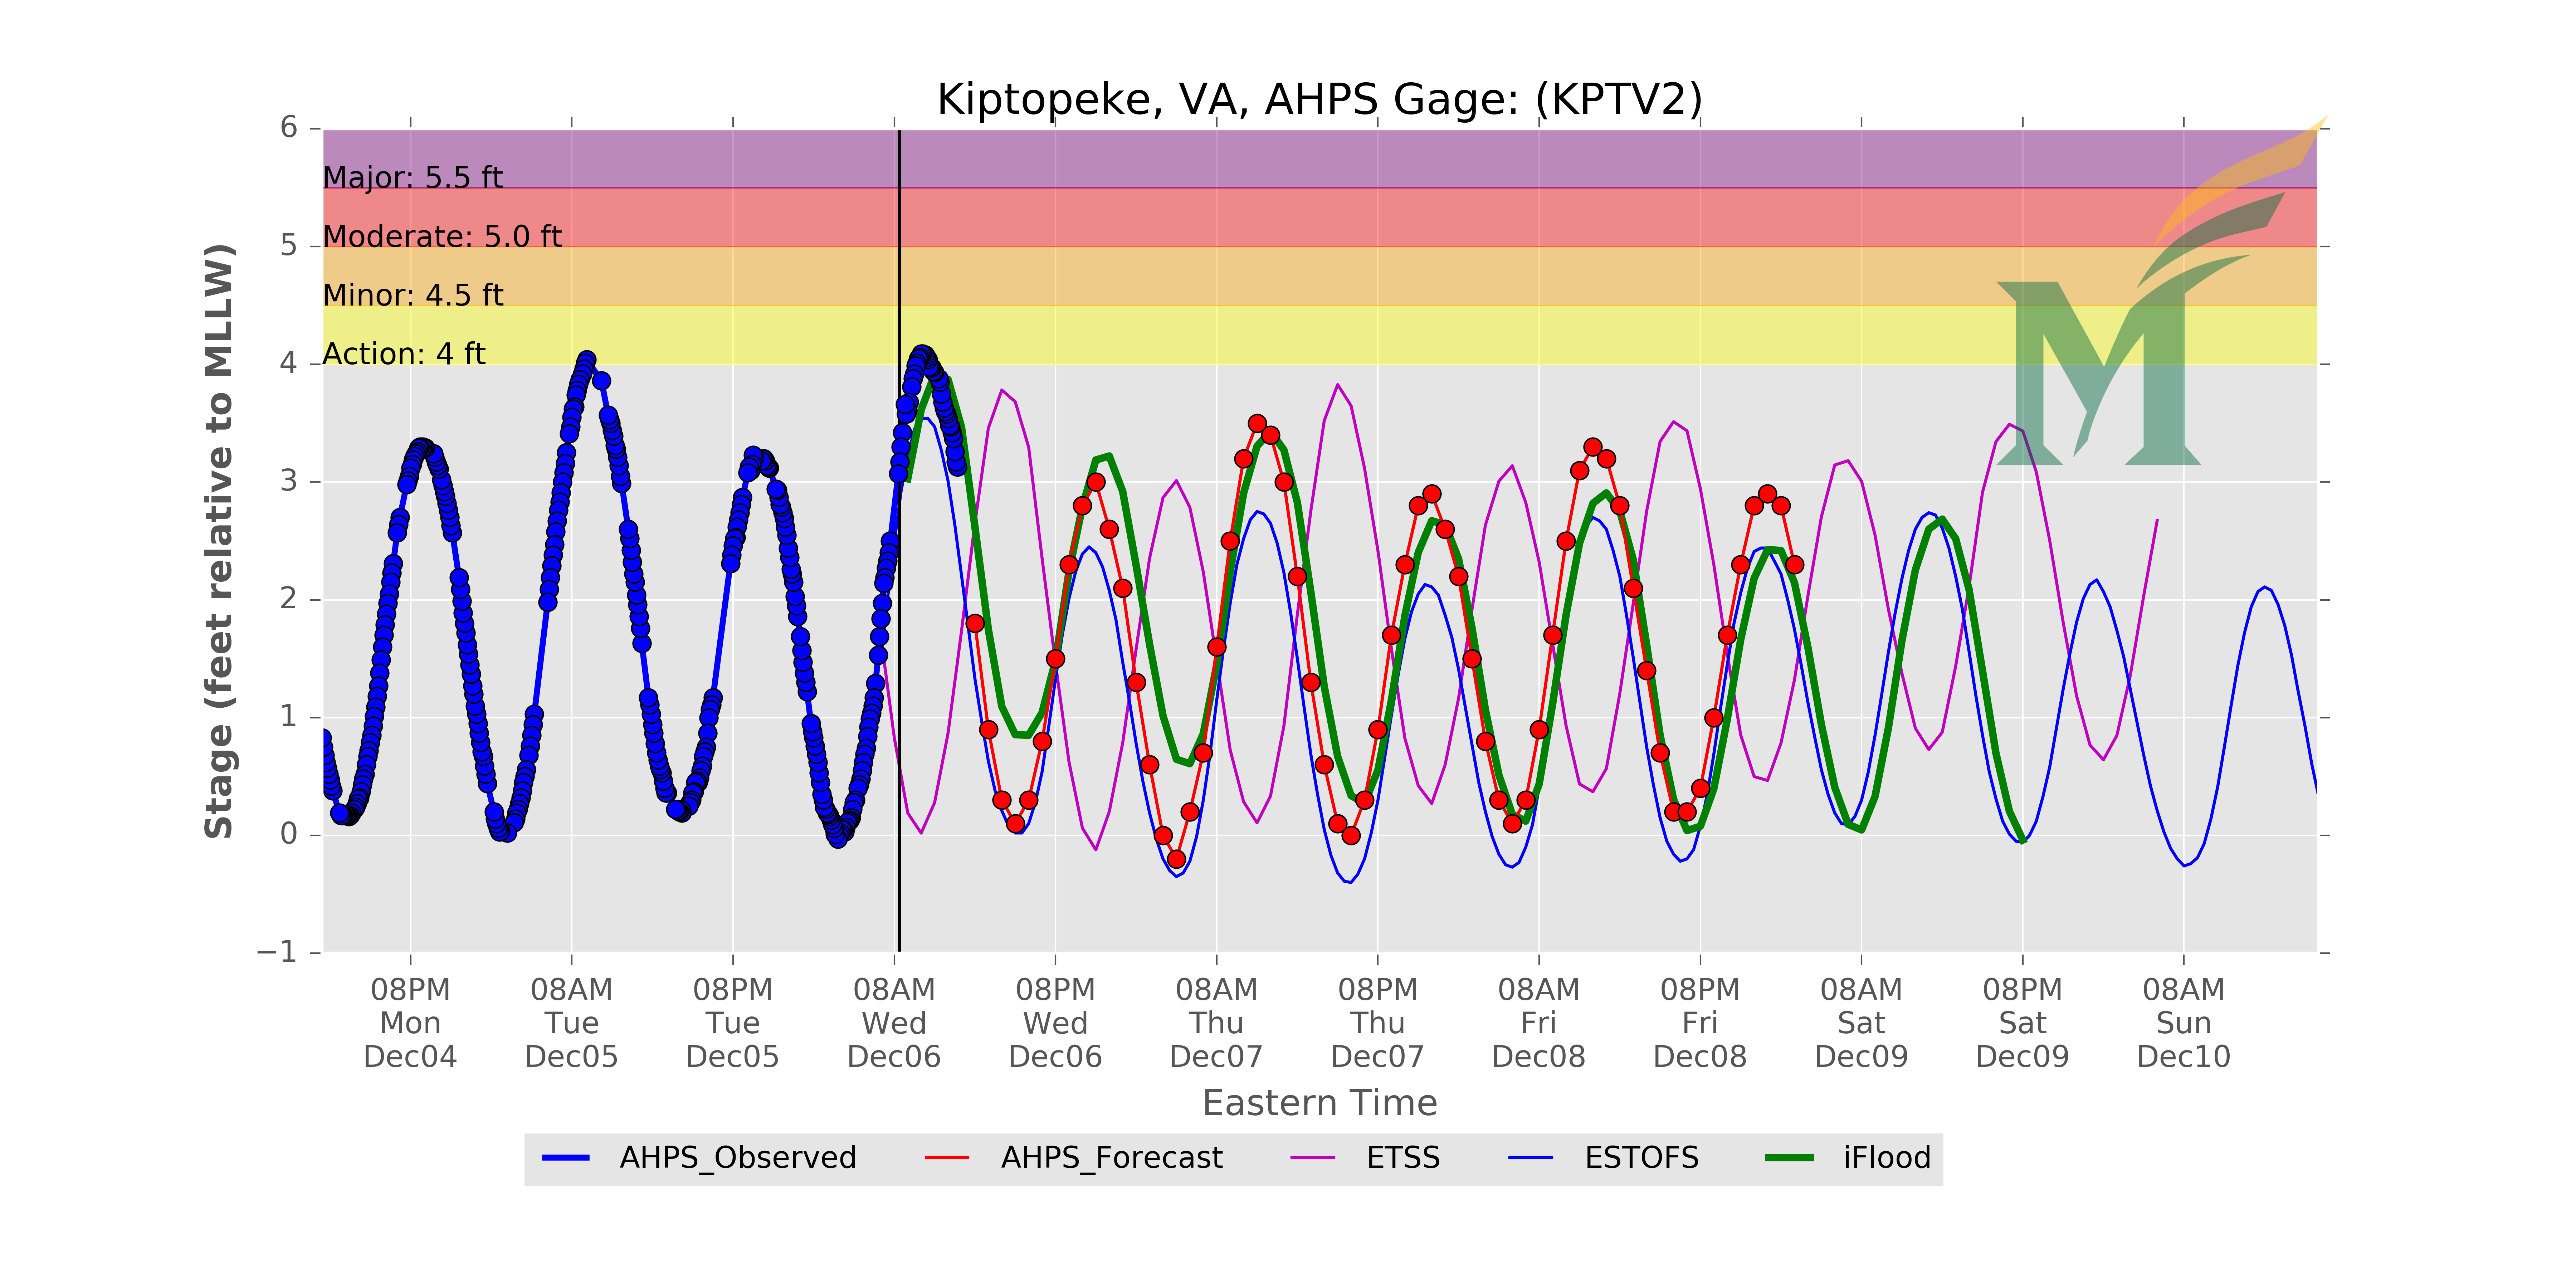 Kiptopeke, VA, AHPS Gage: (KPTV2)
6
5
4
3
2
1
0
−1
Stage (feet relative to MLLW)
Major: 5.5 ft
Moderate: 5.0 ft
Minor: 4.5 ft
Action: 4 ft
M
08PM 08AM 08PM 08AM 08PM 08AM 08PM 08AM 08PM 08AM 08PM 08AM
Mon Tue Tue Wed Wed Thu Thu Fri Fri Sat Sat Sun
Dec04 Dec05 Dec05 Dec06 Dec06 Dec07 Dec07 Dec08 Dec08 Dec09 Dec09 Dec10
Eastern Time
AHPS_Observed AHPS_Forecast ETSS ESTOFS iFlood